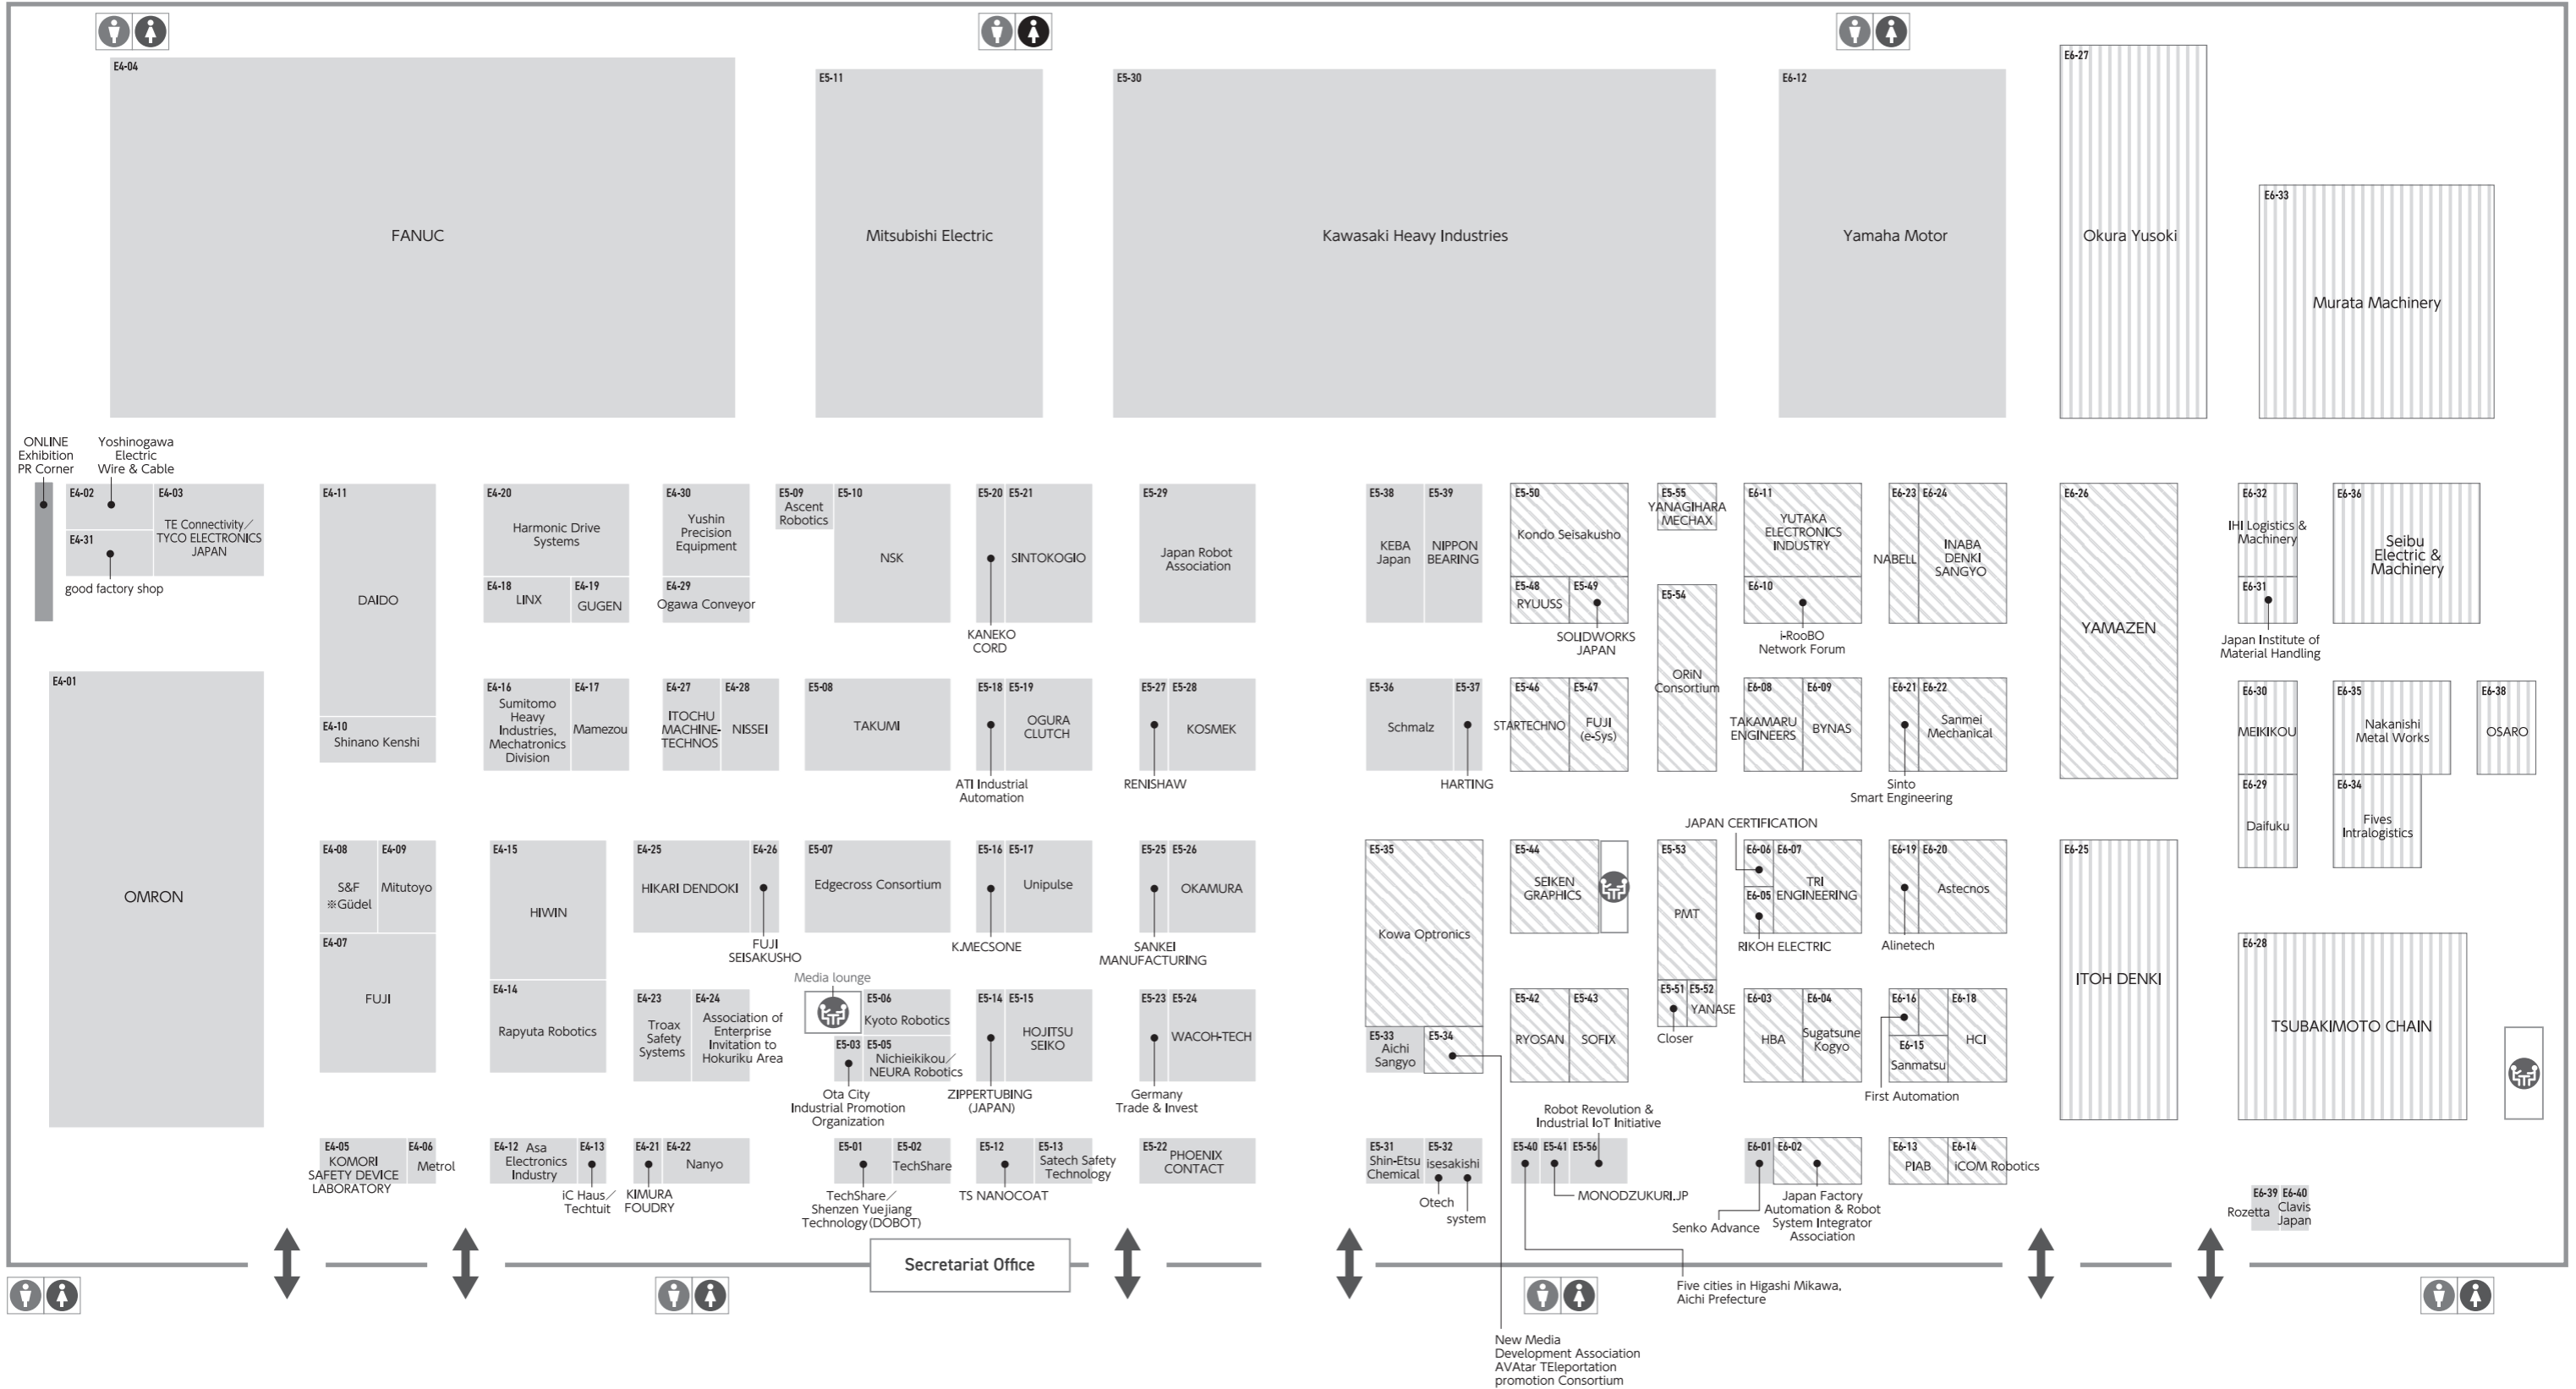 E4-04
FANUC
E5-11
Mitsubishi Electric
E5-30
Kawasaki Heavy Industries
E6-12
Yamaha Motor
E6-27
Okura Yusoki
E6-33
Murata Machinery
ONLINE
Exhibition
PR Corner
Yoshinogawa
Electric
Wire & Cable
E4-02
E4-03
TE Connectivity／
TYCO ELECTRONICS
JAPAN
E4-31
good factory shop
E4-11
DAIDO
E4-10
Shinano Kenshi
E4-20
Harmonic Drive
Systems
E4-18
LINX
E4-19
GUGEN
E4-30
Yushin
Precision
Equipment
E4-29
Ogawa Conveyor
E5-09
Ascent
Robotics
E5-10
NSK
E5-20
KANEKO
CORD
E5-21
SINTOKOGIO
E5-29
Japan Robot
Association
E5-38
KEBA
Japan
E5-39
NIPPON
BEARING
E5-50
Kondo Seisakusho
E5-48
RYUUSS
E5-49
SOLIDWORKS
JAPAN
E5-55
YANAGIHARA
MECHAX
E5-54
ORiN
Consortium
E6-11
YUTAKA
ELECTRONICS
INDUSTRY
E6-10
i-RooBO
Network Forum
E6-23
NABELL
E6-24
INABA
DENKI
SANGYO
E6-26
YAMAZEN
E6-32
IHI Logistics &
Machinery
E6-31
Japan Institute of
Material Handling
E6-36
Seibu
Electric &
Machinery
E4-01
OMRON
E4-16
Sumitomo
Heavy
Industries,
Mechatronics
Division
E4-17
Mamezou
E4-27
ITOCHU
MACHINE-
TECHNOS
E4-28
NISSEI
E5-08
TAKUMI
E5-18
ATI Industrial
Automation
E5-19
OGURA
CLUTCH
E5-27
RENISHAW
E5-28
KOSMEK
E5-36
Schmalz
E5-37
HARTING
E5-46
STARTECHNO
E5-47
FUJI
(e-Sys)
E6-08
TAKAMARU
ENGINEERS
E6-09
BYNAS
E6-21
Sinto
Smart Engineering
E6-22
Sanmei
Mechanical
E6-30
MEIKIKOU
E6-29
Daifuku
E6-35
Nakanishi
Metal Works
E6-34
Fives
Intralogistics
E6-38
OSARO
E4-08
S&F
※Güdel
E4-09
Mitutoyo
E4-07
FUJI
E4-15
HIWIN
E4-14
Rapyuta Robotics
E4-25
HIKARI DENDOKI
E4-26
FUJI
SEISAKUSHO
E5-07
Edgecross Consortium
E5-16
K.MECSONE
E5-17
Unipulse
E5-25
SANKEI
MANUFACTURING
E5-26
OKAMURA
E5-35
Kowa Optronics
E5-44
SEIKEN
GRAPHICS
E5-53
PMT
JAPAN CERTIFICATION
E6-06
E6-07
TRI
ENGINEERING
E6-05
RIKOH ELECTRIC
E6-19
Alinetech
E6-20
Astecnos
E6-25
ITOH DENKI
E6-28
TSUBAKIMOTO CHAIN
E4-23
Troax
Safety
Systems
E4-24
Association of
Enterprise
Invitation to
Hokuriku Area
Media lounge
E5-06
Kyoto Robotics
E5-03
Ota City
Industrial Promotion
Organization
E5-05
Nichieikikou／
NEURA Robotics
E5-14
ZIPPERTUBING
(JAPAN)
E5-15
HOJITSU
SEIKO
E5-23
Germany
Trade & Invest
E5-24
WACOH-TECH
E5-33
Aichi
Sangyo
E5-34
E5-42
RYOSAN
E5-43
SOFIX
E5-51
Closer
E5-52
YANASE
E6-03
HBA
E6-04
Sugatsune
Kogyo
E6-16
First Automation
E6-15
Sanmatsu
E6-18
HCI
E4-05
KOMORI
SAFETY DEVICE
LABORATORY
E4-06
Metrol
E4-12 Asa
Electronics
Industry
E4-13
iC Haus／
Techtuit
E4-21
KIMURA
FOUDRY
E4-22
Nanyo
E5-01
TechShare／
Shenzen Yuejiang
Technology(DOBOT)
E5-02
TechShare
E5-12
TS NANOCOAT
E5-13
Satech Safety
Technology
E5-22 PHOENIX
CONTACT
E5-31
Shin-Etsu
Chemical
E5-32
isesakishi
Otech
system
Robot Revolution &
Industrial IoT Initiative
E5-40
E5-41
E5-56
MONODZUKURI.JP
E6-01
Senko Advance
E6-02
Japan Factory
Automation & Robot
System Integrator
Association
E6-13
PIAB
E6-14
iCOM Robotics
E6-39
Rozetta
E6-40
Clavis
Japan
Secretariat Office
Five cities in Higashi Mikawa,
Aichi Prefecture
New Media
Development Association
AVAtar TEleportation
promotion Consortium